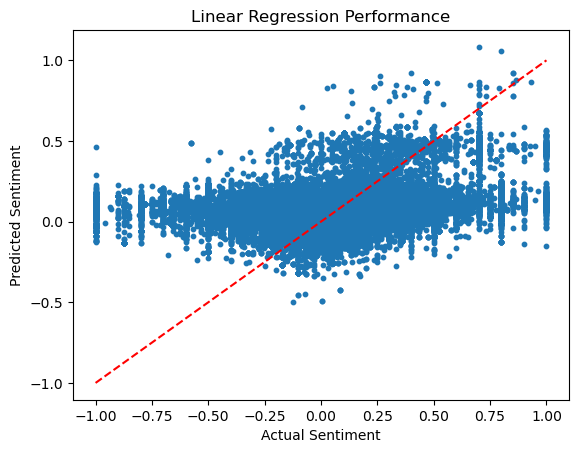 Linear Regression Performance
1.0
0.5
0.0
−0.5
−1.0
Predicted Sentiment
−1.00 −0.75 −0.50 −0.25 0.00 0.25 0.50 0.75 1.00
Actual Sentiment